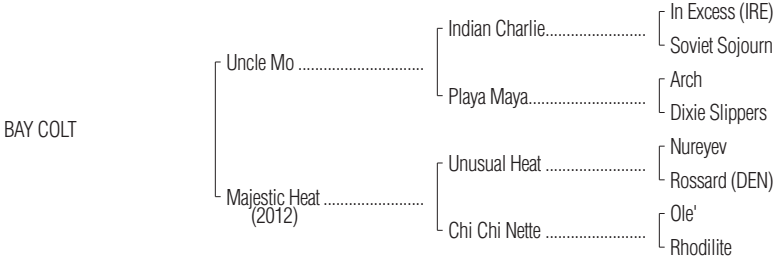 In Excess (IRE)
Indian Charlie.......................
Soviet Sojourn
Uncle Mo ............................
Arch
Playa Maya...........................
Dixie Slippers
BAY COLT
Nureyev
Unusual Heat .......................
Rossard (DEN)
Majestic Heat ......................
(2012)
Ole'
Chi Chi Nette .......................
Rhodilite